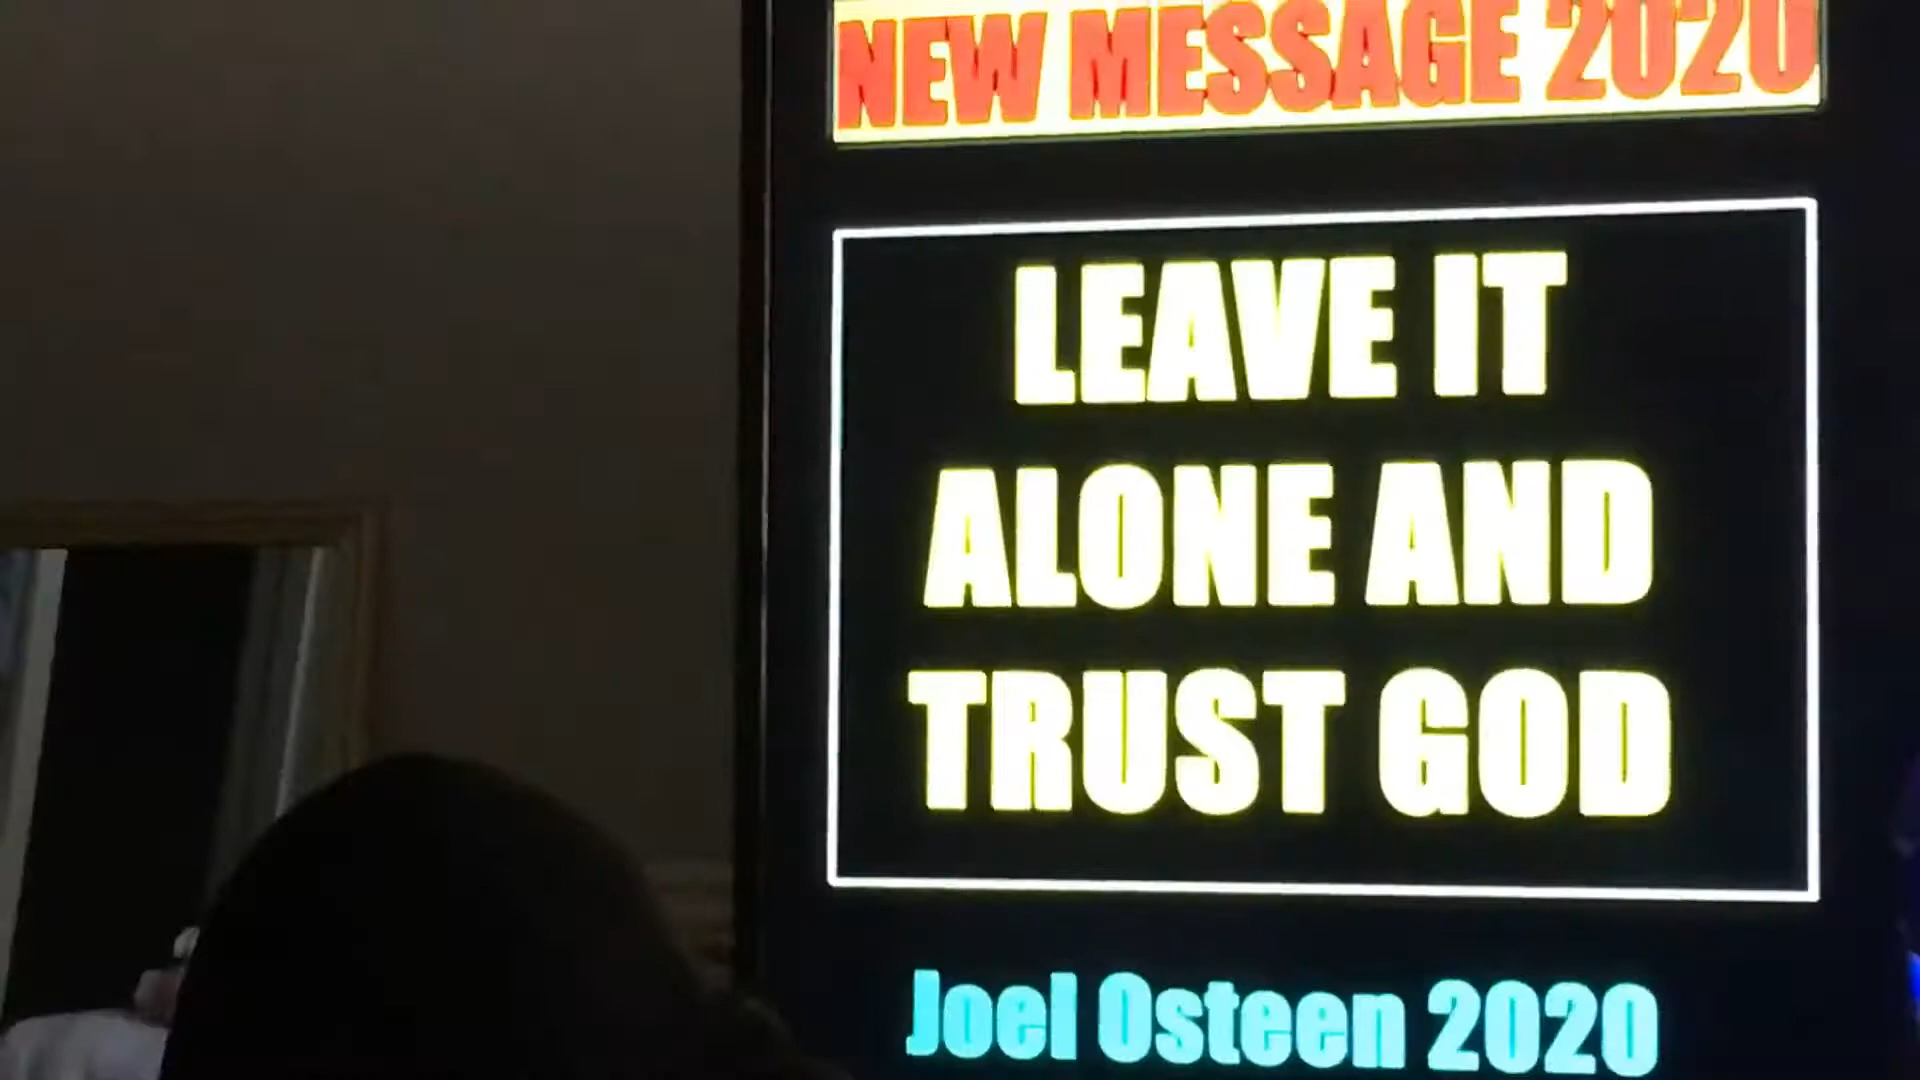 NEW MESSAGE 2020
LEAVE IT
ALONE AND
TRUST GOD
Joel Osteen 2020